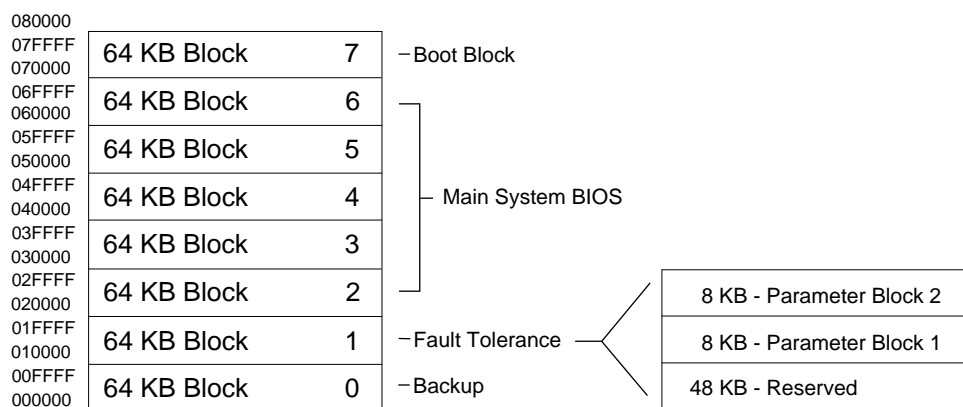 080000
07FFFF
070000
64 KB Block 7
Boot Block
06FFFF
060000
64 KB Block 6
05FFFF
050000
64 KB Block 5
04FFFF
040000
64 KB Block 4
Main System BIOS
03FFFF
030000
64 KB Block 3
02FFFF
020000
64 KB Block 2
8 KB - Parameter Block 2
01FFFF
010000
64 KB Block 1
Fault Tolerance
8 KB - Parameter Block 1
00FFFF
000000
64 KB Block 0
Backup
48 KB - Reserved